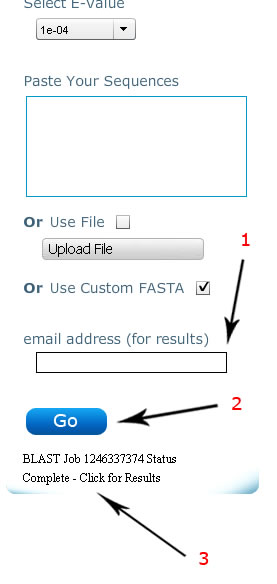 Select E-Value
1e-04
Paste Your Sequences
Or Use File
Upload File
1
Or Use Custom FASTA
email address (for results)
Go
2
BLAST Job 1246337374 Status
Complete - Click for Results
3